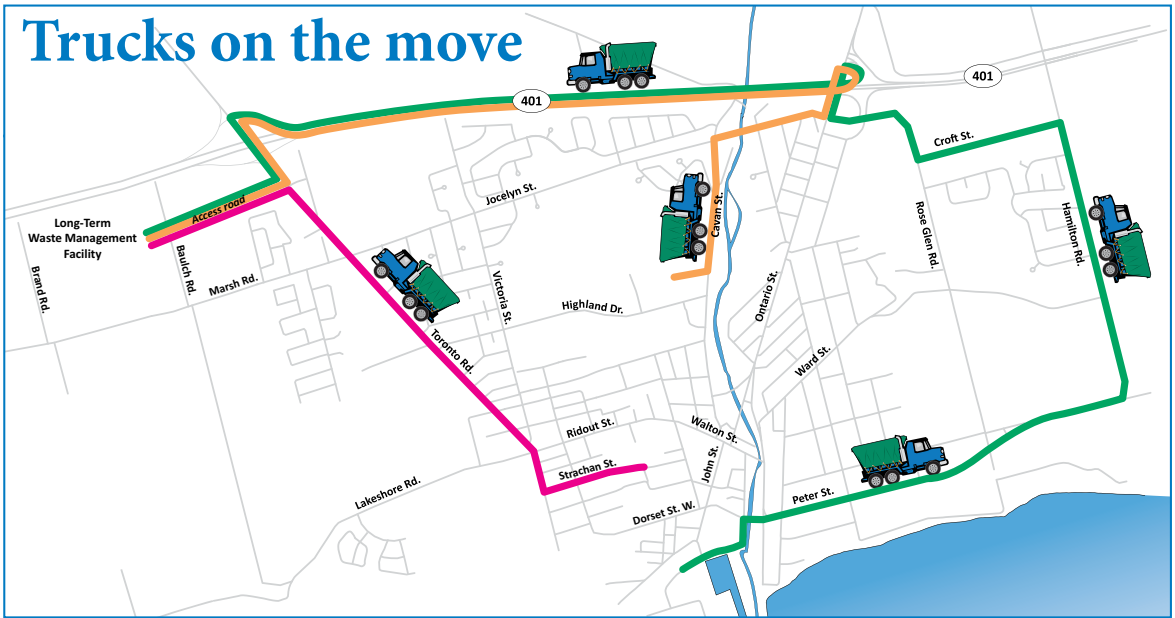 Trucks on the move
401
401
Croft St.
Jocelyn St.
Access road
Cavan St.
Long-Term
Waste Management
Facility
Rose Glen Rd.
Hamilton Rd.
Baulch Rd.
Brand Rd.
Marsh Rd.
Victoria St.
Ontario St.
Highland Dr.
Toronto Rd.
Ward St.
Ridout St.
Walton St.
John St.
Strachan St.
Lakeshore Rd.
Peter St.
Dorset St. W.